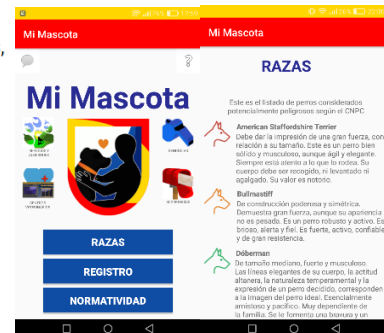 74% 17:59
Mi Mascota
Mi Mascota
RAZAS
REGISTRO
NORMATIVIDAD
74%
Mi Mascota
RAZAS
Este es el listado de perros considerados
potencialmente peligrosos según el CNPC
American Staffordshire Terrier
Debe dar la impresión de una gran fuerza, con
relación a su tamaño. Este es un perro bien
sólido y musculoso, aunque ágil y elegante.
Siempre está atento a lo que lo rodea. Su
cuerpo debe ser recogido, ni levantado ni
agalgado. Su valor es notorio.
Bullmastiff
De construcción poderosa y simétrica.
Demuestra gran fuerza, aunque su apariencia
no es pesada. Es un perro robusto y activo. Es
brioso, alerta y fiel. Es fuerte, activo, confiable
y de gran resistencia.
Dóberman
De tamaño mediano, fuerte y musculoso.
Las líneas elegantes de su cuerpo, la actitud
altanera, la naturaleza temperamental y la
expresión de un perro decidido, corresponden
a la imagen del perro ideal. Esencialmente
amistoso y pacífico. Muy dependiente de
la familia. Se le fomenta una bravura y un